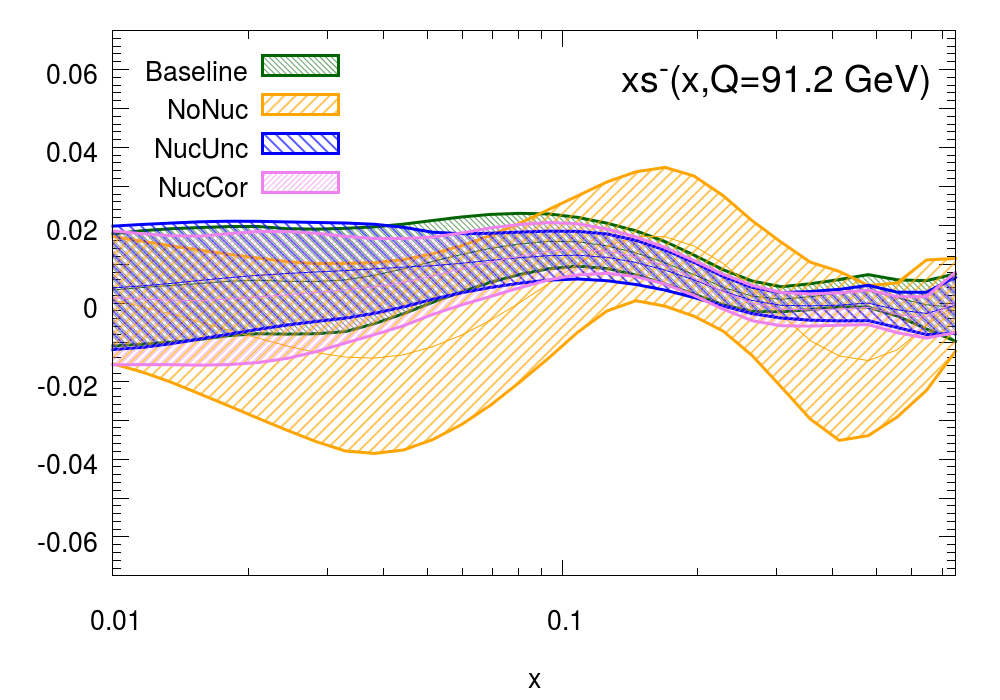 xs⁻(x,Q=91.2 GeV)
Baseline
NoNuc
NucUnc
NucCor
0.06
0.04
0.02
0
-0.02
-0.04
-0.06
0.01 0.1
x